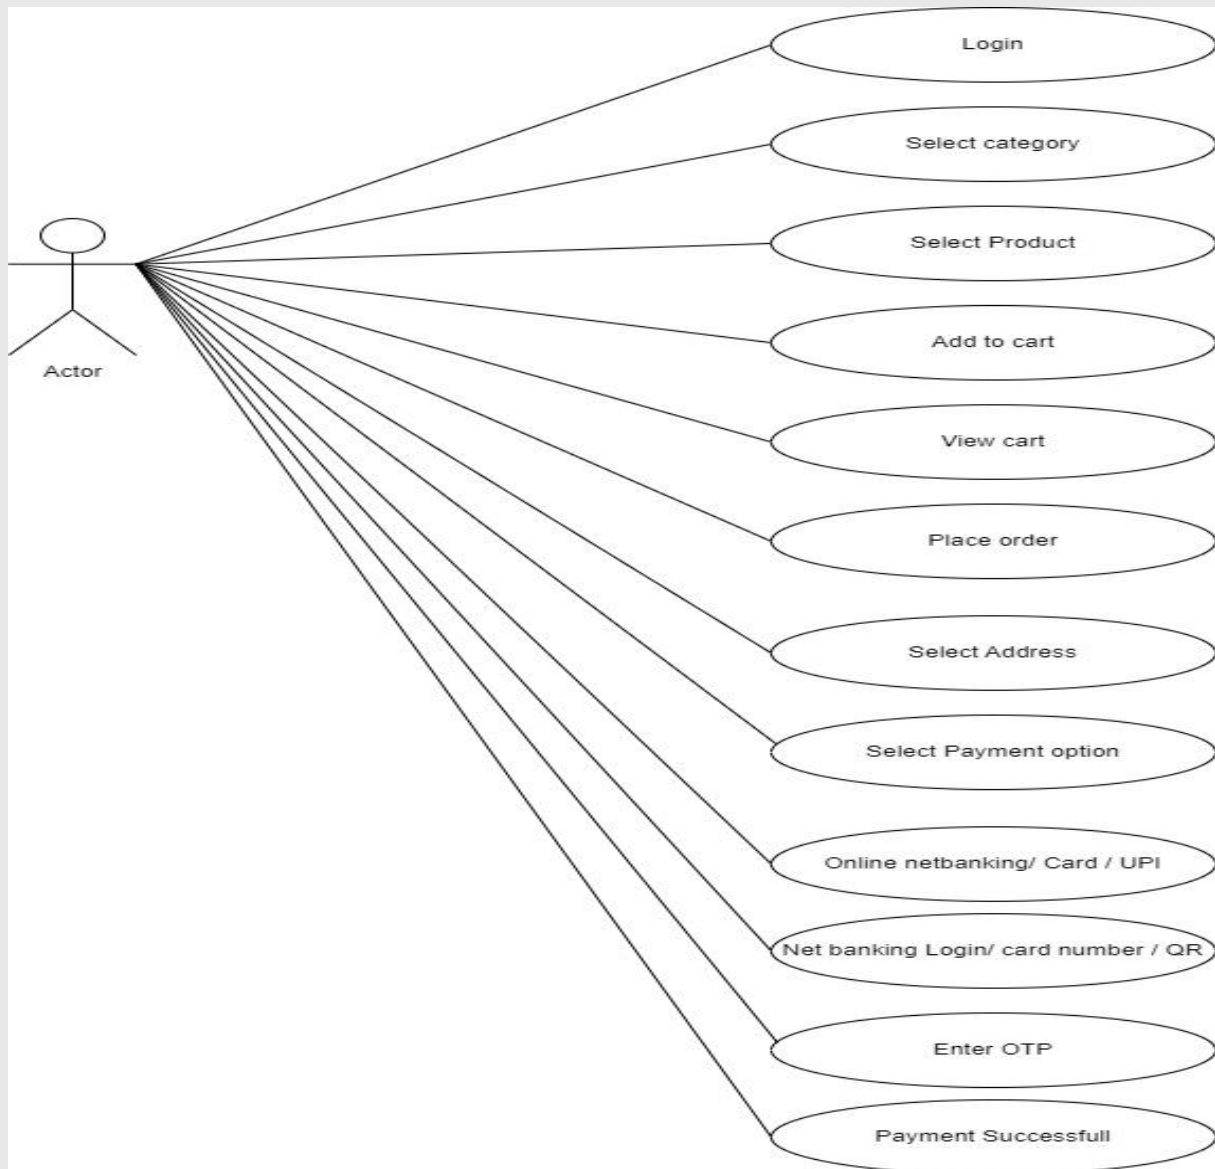 Login
Select category
Select Product
Add to cart
Actor
View cart
Place order
Select Address
Select Payment option
Online netbanking/ Card / UPI
Net banking Login/ card number / QR
Enter OTP
Payment Successfull